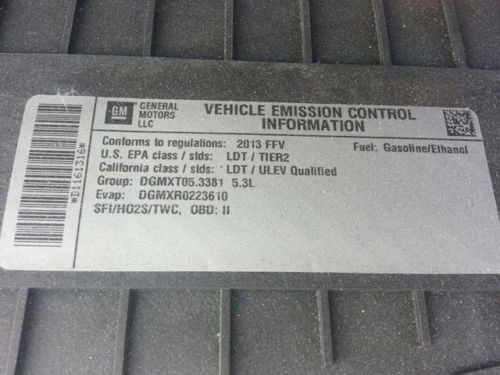 GM
GENERAL MOTORS LLC
VEHICLE EMISSION CONTROL INFORMATION
Conforms to regulations: 2013 FFV
Fuel: Gasoline/Ethanol
U.S. EPA class / stds: LDT / TIER2
California class / stds: LDT / ULEV Qualified
Group: DGMXT05.3381 5.3L
Evap: DGMXR0223610
SFI/HO2S/TWC, OBD: II
*D1161316*